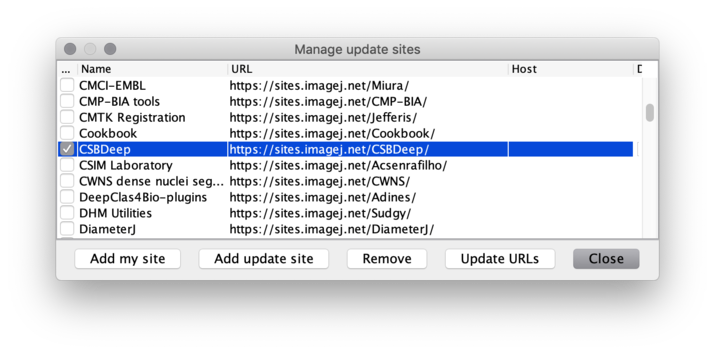 Manage update sites
... Name URL Host D
CMCI-EMBL https://sites.imagej.net/Miura/
CMP-BIA tools https://sites.imagej.net/CMP-BIA/
CMTK Registration https://sites.imagej.net/Jefferis/
Cookbook https://sites.imagej.net/Cookbook/
CSBDeep https://sites.imagej.net/CSBDeep/
CSIM Laboratory https://sites.imagej.net/Acsenrafilho/
CWNS dense nuclei seg... https://sites.imagej.net/CWNS/
DeepClas4Bio-plugins https://sites.imagej.net/Adines/
DHM Utilities https://sites.imagej.net/Sudgy/
DiameterJ https://sites.imagej.net/DiameterJ/
Add my site Add update site Remove Update URLs Close